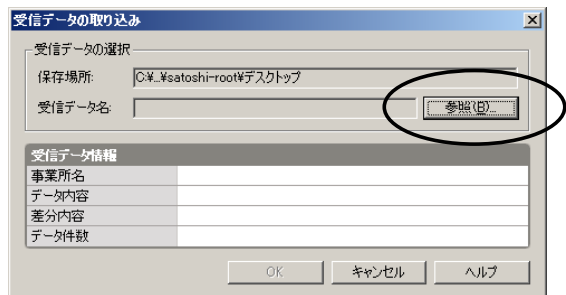 受信データの取り込み
受信データの選択
保存場所: C:¥…¥satoshi-root¥デスクトップ
受信データ名: 参照(B)...
受信データ情報
事業所名
データ内容
差分内容
データ件数
OK キャンセル ヘルプ